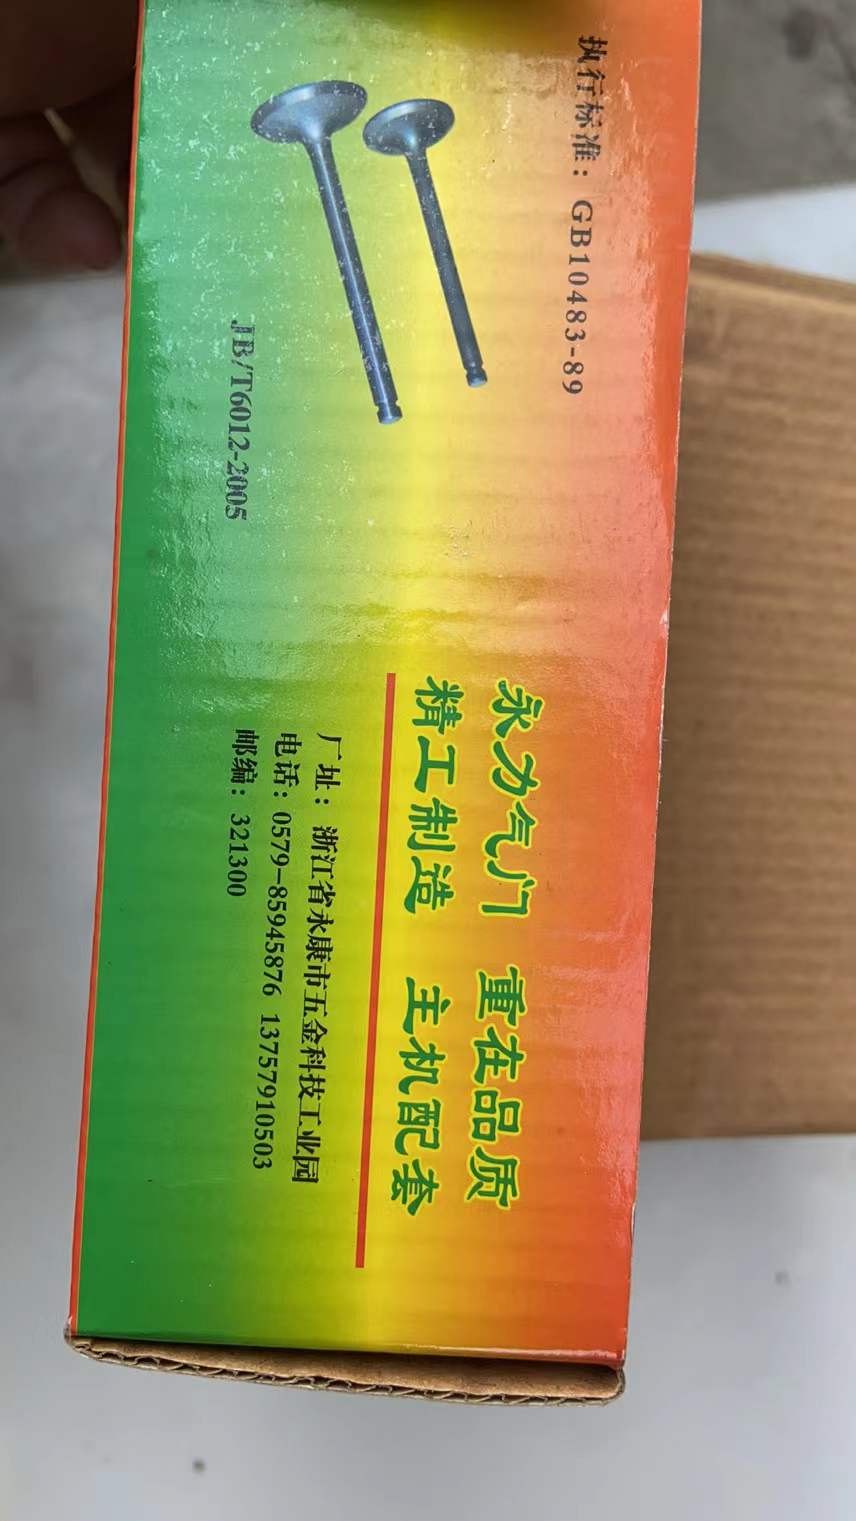 执行标准：GB10483-89
JB/T6012-2005
永力气门 重在品质
精工制造 主机配套
厂址：浙江省永康市五金科技工业园
电话：0579-85945876 13757910503
邮编：321300